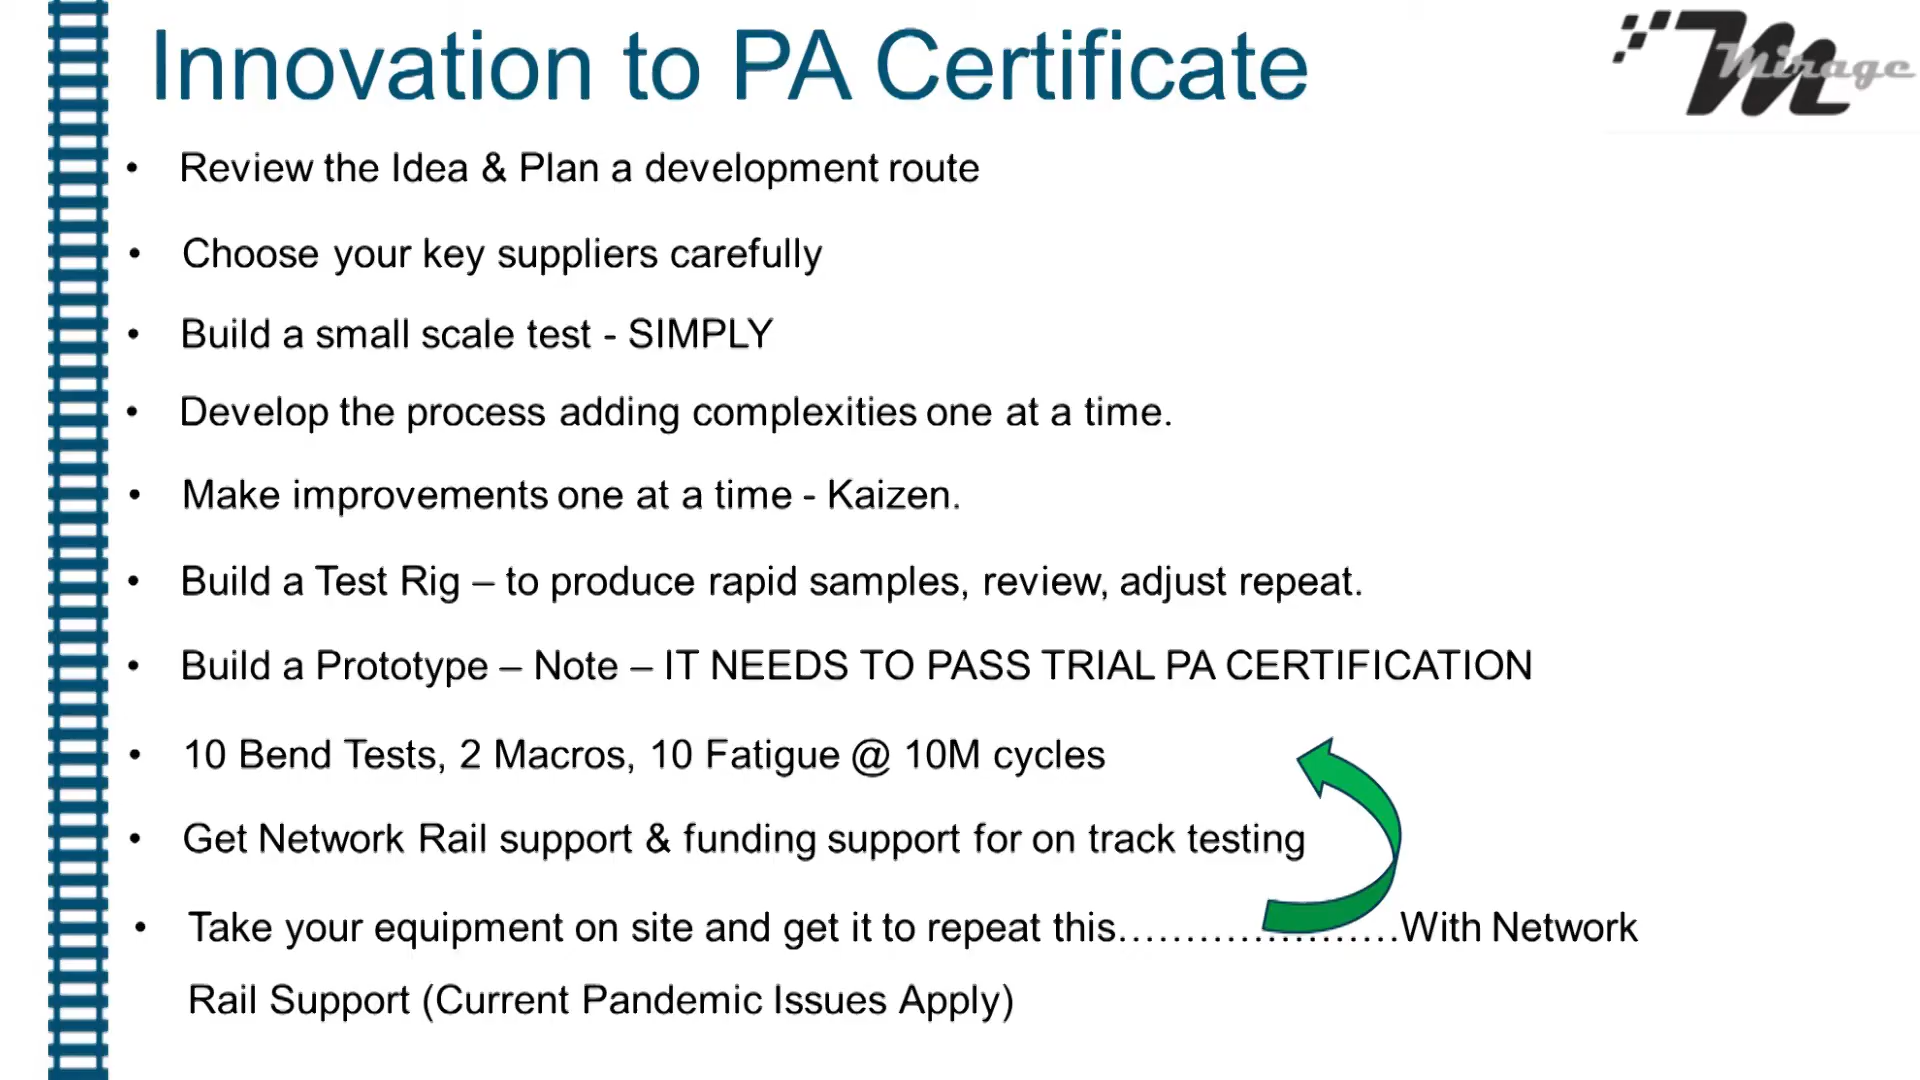 Innovation to PA Certificate
Mirage
• Review the Idea & Plan a development route
• Choose your key suppliers carefully
• Build a small scale test - SIMPLY
• Develop the process adding complexities one at a time.
• Make improvements one at a time - Kaizen.
• Build a Test Rig – to produce rapid samples, review, adjust repeat.
• Build a Prototype – Note – IT NEEDS TO PASS TRIAL PA CERTIFICATION
• 10 Bend Tests, 2 Macros, 10 Fatigue @ 10M cycles
• Get Network Rail support & funding support for on track testing
• Take your equipment on site and get it to repeat this…………………With Network
Rail Support (Current Pandemic Issues Apply)